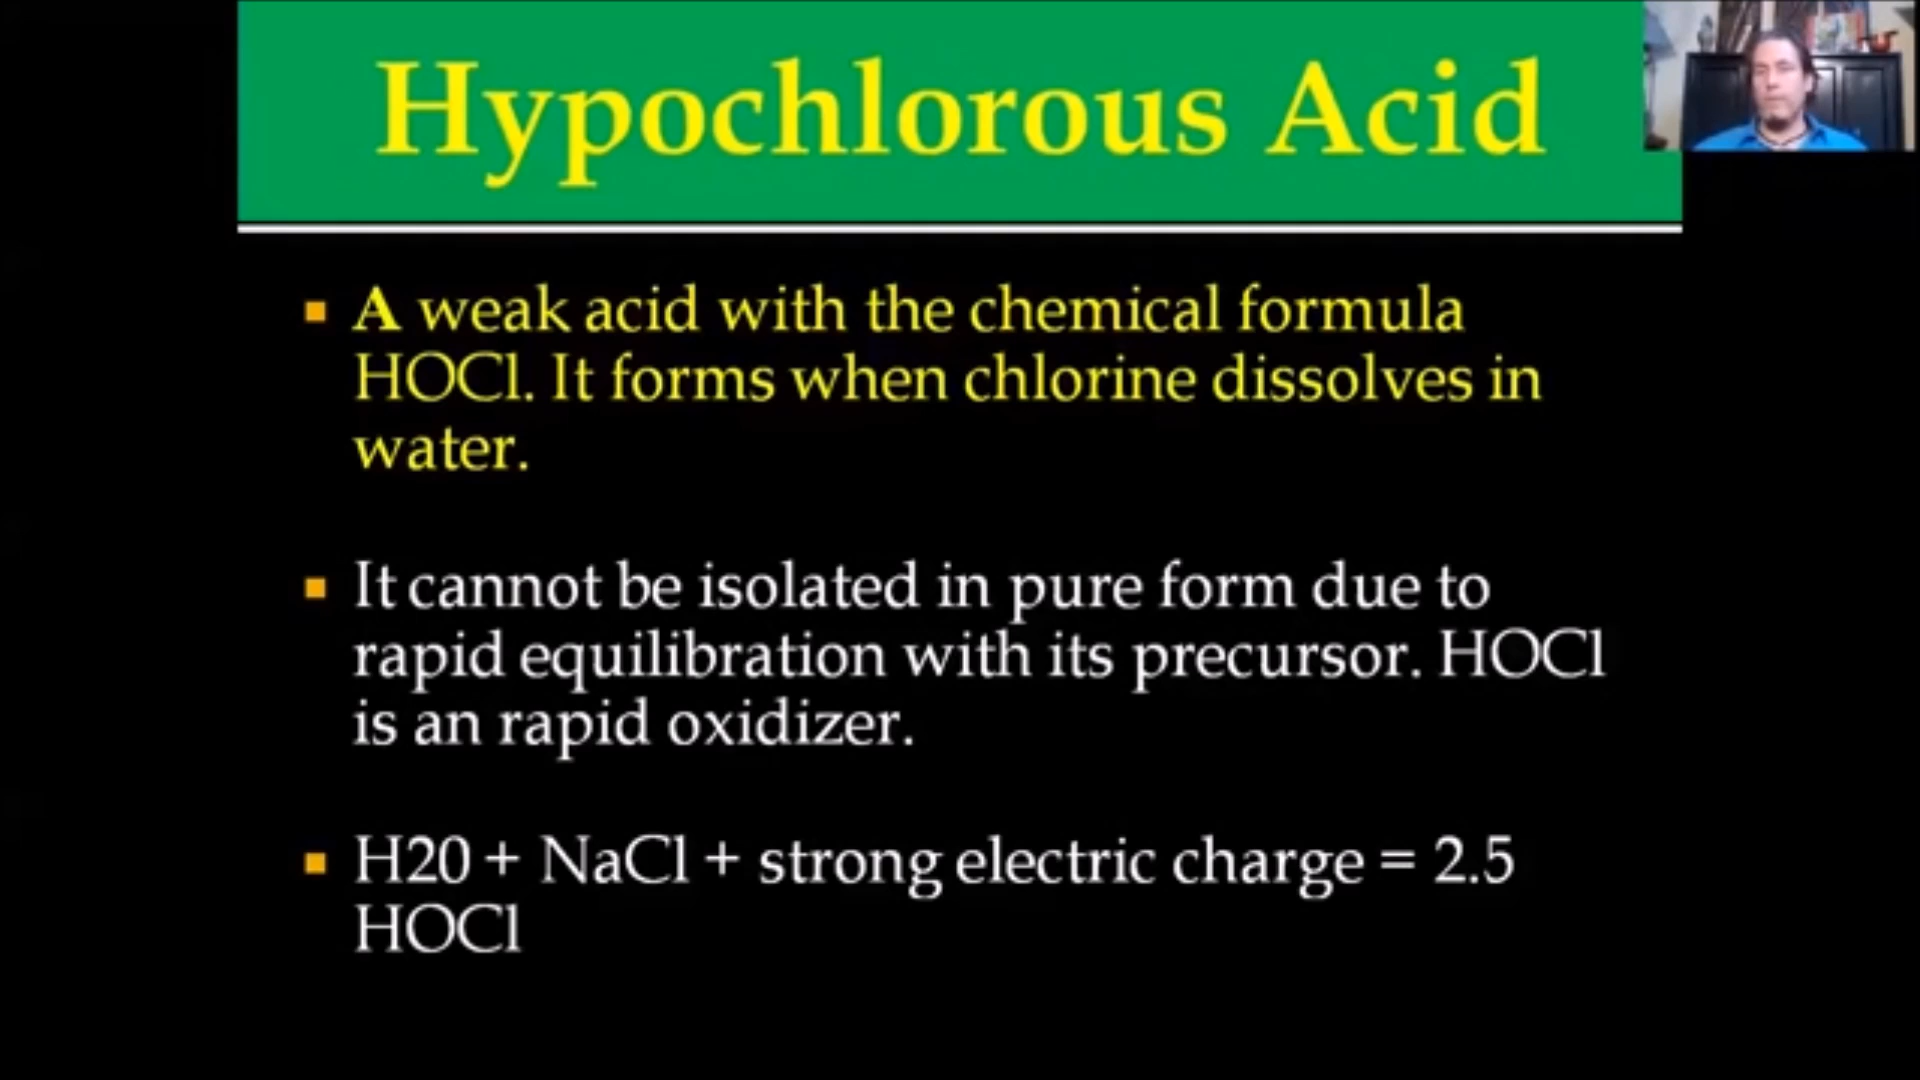 Hypochlorous Acid
A weak acid with the chemical formula
HOCl. It forms when chlorine dissolves in
water.
It cannot be isolated in pure form due to
rapid equilibration with its precursor. HOCl
is an rapid oxidizer.
H20 + NaCl + strong electric charge = 2.5
HOCl